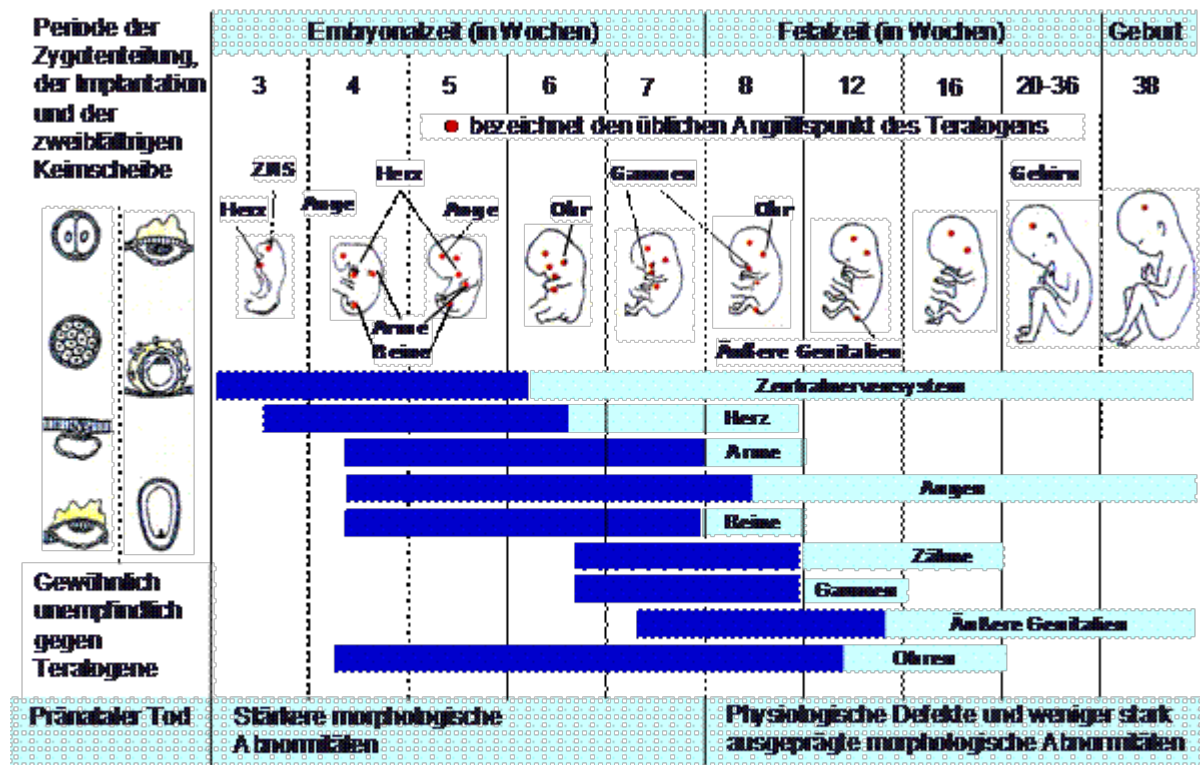 Periode der
Zygotenteilung,
der Implantation
und der
zweiblättrigen
Keimscheibe
Embryonalzeit (in Wochen)
Fetalzeit (in Wochen)
Geburt
3
4
5
6
7
8
12
16
20-36
38
bezeichnet den üblichen Angriffspunkt des Teratogens
ZNS
Herz
Gaumen
Gehirn
Herz
Auge
Auge
Ohr
Ohr
Arme
Beine
Äußere Genitalien
Zentralnervensystem
Herz
Arme
Augen
Beine
Zähne
Gaumen
Äußere Genitalien
Ohren
Gewöhnlich
unempfindlich
gegen
Teratogene
Pränataler Tod
Stärkere morphologische
Abnormitäten
Physiologische Defekte und weniger stark
ausgeprägte morphologische Abnormitäten